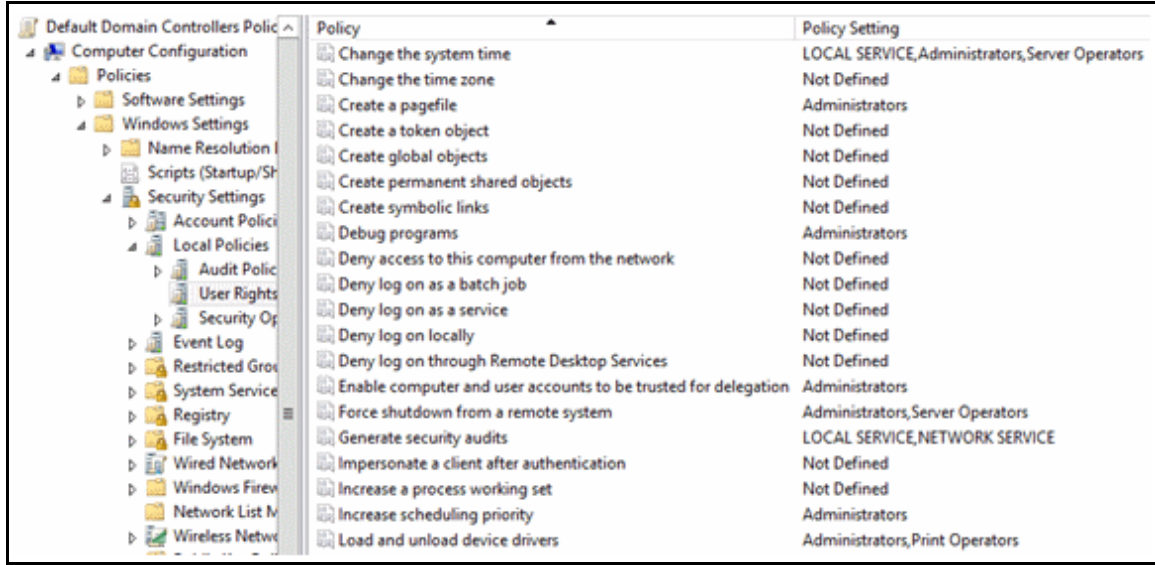 Default Domain Controllers Polic
Computer Configuration
Policies
Software Settings
Windows Settings
Name Resolution
Scripts (Startup/Sh
Security Settings
Account Polici
Local Policies
Audit Polic
User Rights
Security Op
Event Log
Restricted Grou
System Service
Registry
File System
Wired Network
Windows Firew
Network List M
Wireless Netwo
Policy Policy Setting
Change the system time LOCAL SERVICE,Administrators,Server Operators
Change the time zone Not Defined
Create a pagefile Administrators
Create a token object Not Defined
Create global objects Not Defined
Create permanent shared objects Not Defined
Create symbolic links Not Defined
Debug programs Administrators
Deny access to this computer from the network Not Defined
Deny log on as a batch job Not Defined
Deny log on as a service Not Defined
Deny log on locally Not Defined
Deny log on through Remote Desktop Services Not Defined
Enable computer and user accounts to be trusted for delegation Administrators
Force shutdown from a remote system Administrators,Server Operators
Generate security audits LOCAL SERVICE,NETWORK SERVICE
Impersonate a client after authentication Not Defined
Increase a process working set Not Defined
Increase scheduling priority Administrators
Load and unload device drivers Administrators,Print Operators